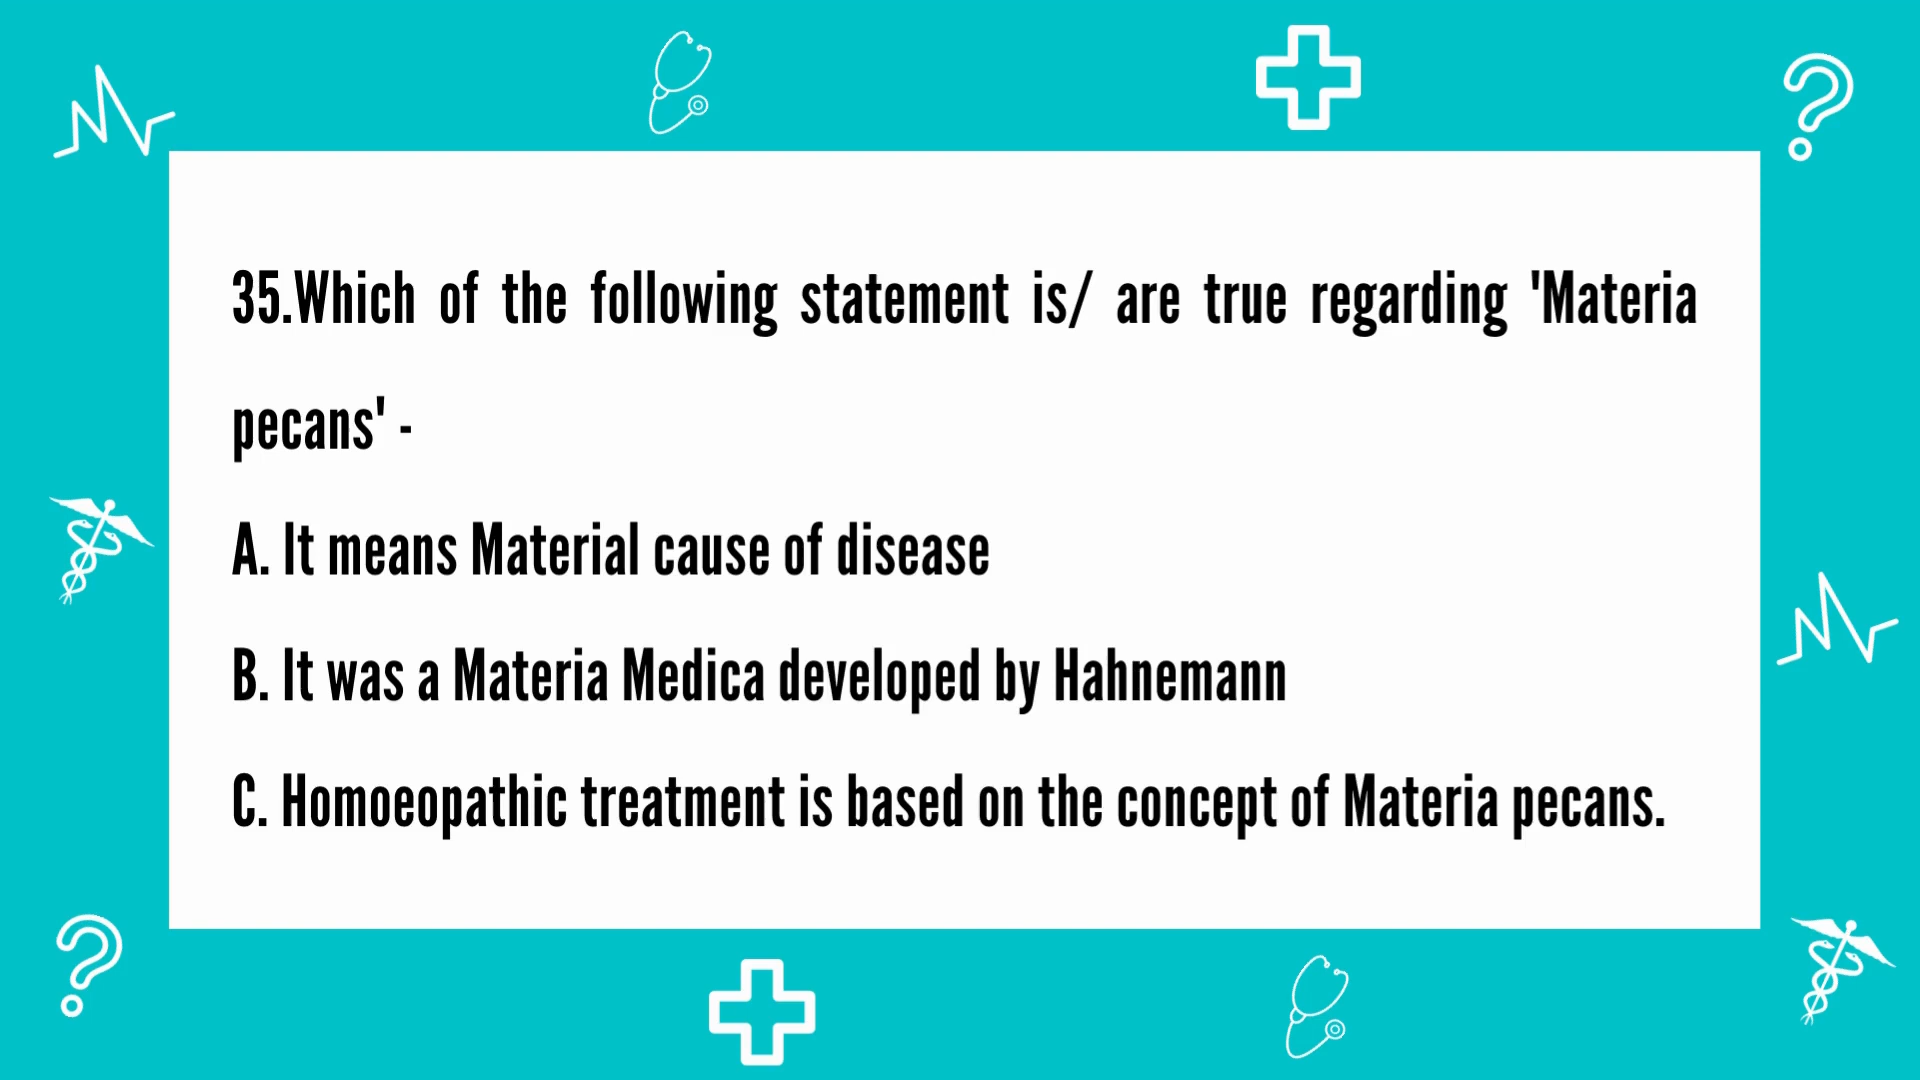 35.Which of the following statement is/ are true regarding 'Materia
pecans' -
A. It means Material cause of disease
B. It was a Materia Medica developed by Hahnemann
C. Homoeopathic treatment is based on the concept of Materia pecans.